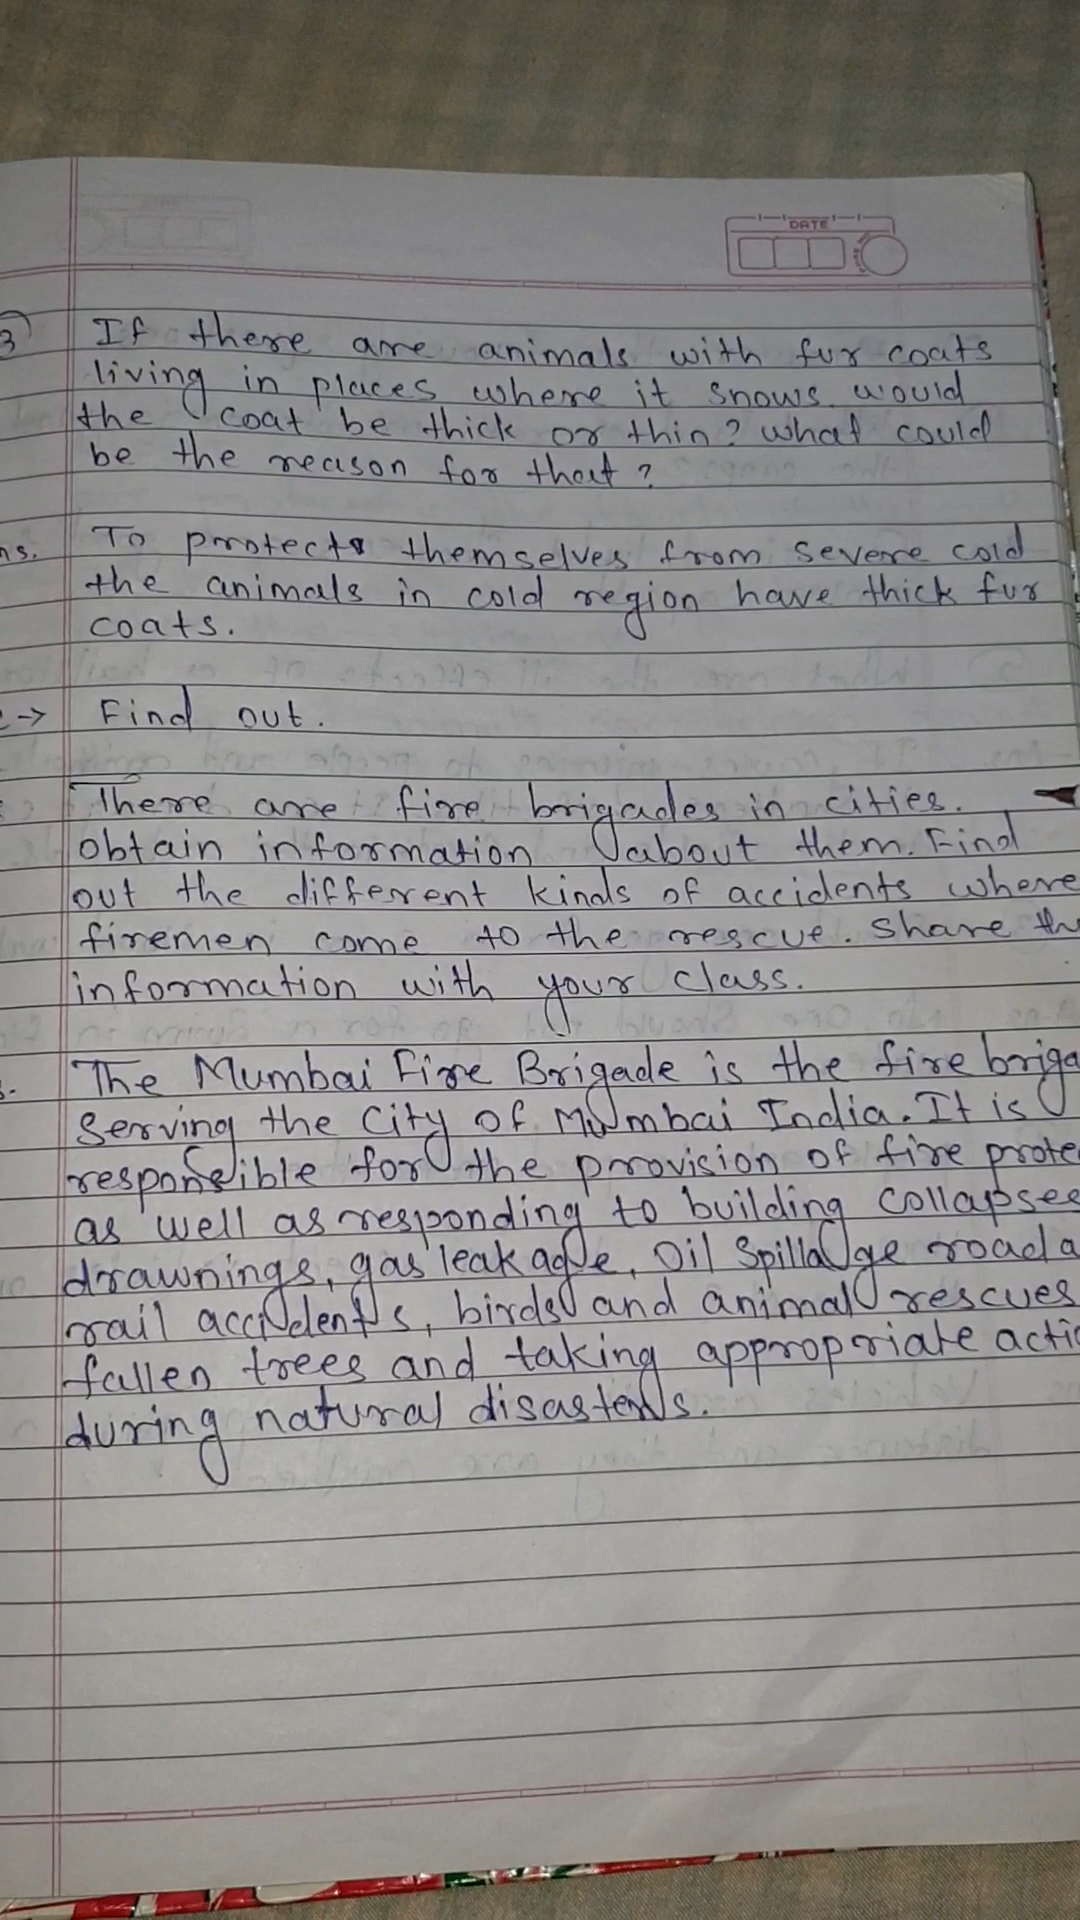 DATE
3) If there are animals with fur coats
living in places where it snows would
the coat be thick or thin? What could
be the reason for that?
ns. To protects themselves from severe cold
the animals in cold region have thick fur
coats.
→ Find out.
There are fire brigades in cities.
obtain information about them. Find
out the different kinds of accidents where
firemen come to the rescue. Share
information with your class.
The Mumbai Fire Brigade is the fire briga
Serving the City of Mumbai India. It is
responsible for the provision of fire prote
as well as responding to building collapses
drawnings, gas leakage, Oil Spillage road a
rail accidents, birds and animal rescues
fallen trees and taking appropriate actio
during natural disasters.